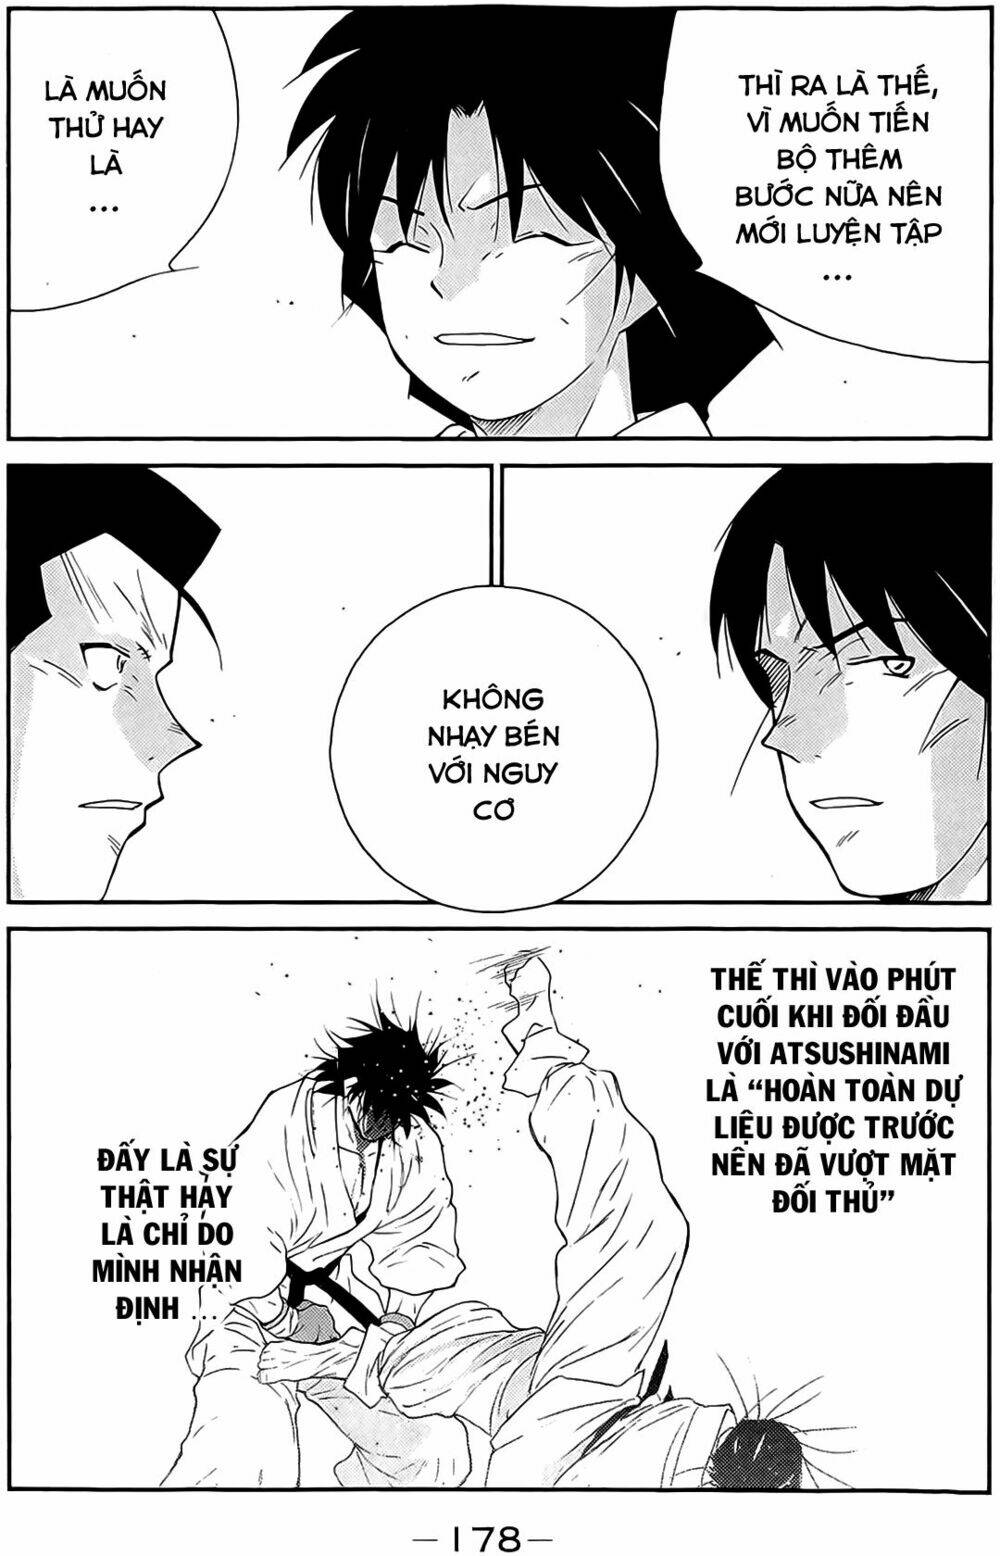 THÌ RA LÀ THẾ,
VÌ MUỐN TIẾN
BỘ THÊM
BƯỚC NỮA NÊN
MỚI LUYỆN TẬP
...
LÀ MUỐN
THỬ HAY
LÀ
...
KHÔNG
NHẠY BÉN
VỚI NGUY
CƠ
THẾ THÌ VÀO PHÚT
CUỐI KHI ĐỐI ĐẦU
VỚI ATSUSHINAMI
LÀ “HOÀN TOÀN DỰ
LIỆU ĐƯỢC TRƯỚC
NÊN ĐÃ VƯỢT MẶT
ĐỐI THỦ”
ĐẤY LÀ SỰ
THẬT HAY
LÀ CHỈ DO
MÌNH NHẬN
ĐỊNH ...
—178—